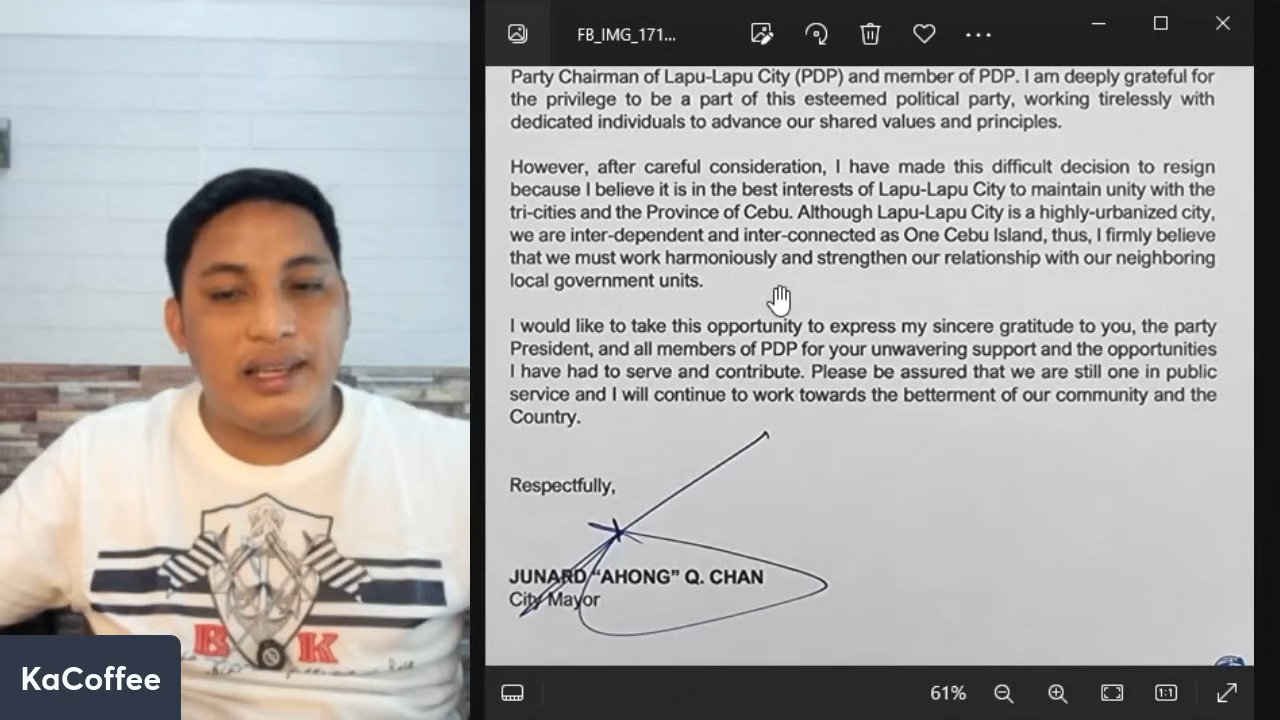 FB_IMG_171...
Party Chairman of Lapu-Lapu City (PDP) and member of PDP. I am deeply grateful for
the privilege to be a part of this esteemed political party, working tirelessly with
dedicated individuals to advance our shared values and principles.
However, after careful consideration, I have made this difficult decision to resign
because I believe it is in the best interests of Lapu-Lapu City to maintain unity with the
tri-cities and the Province of Cebu. Although Lapu-Lapu City is a highly-urbanized city,
we are inter-dependent and inter-connected as One Cebu Island, thus, I firmly believe
that we must work harmoniously and strengthen our relationship with our neighboring
local government units.
I would like to take this opportunity to express my sincere gratitude to you, the party
President, and all members of PDP for your unwavering support and the opportunities
I have had to serve and contribute. Please be assured that we are still one in public
service and I will continue to work towards the betterment of our community and the
Country.
Respectfully,
JUNARD “AHONG” Q. CHAN
City Mayor
B K
KaCoffee
61%
1:1